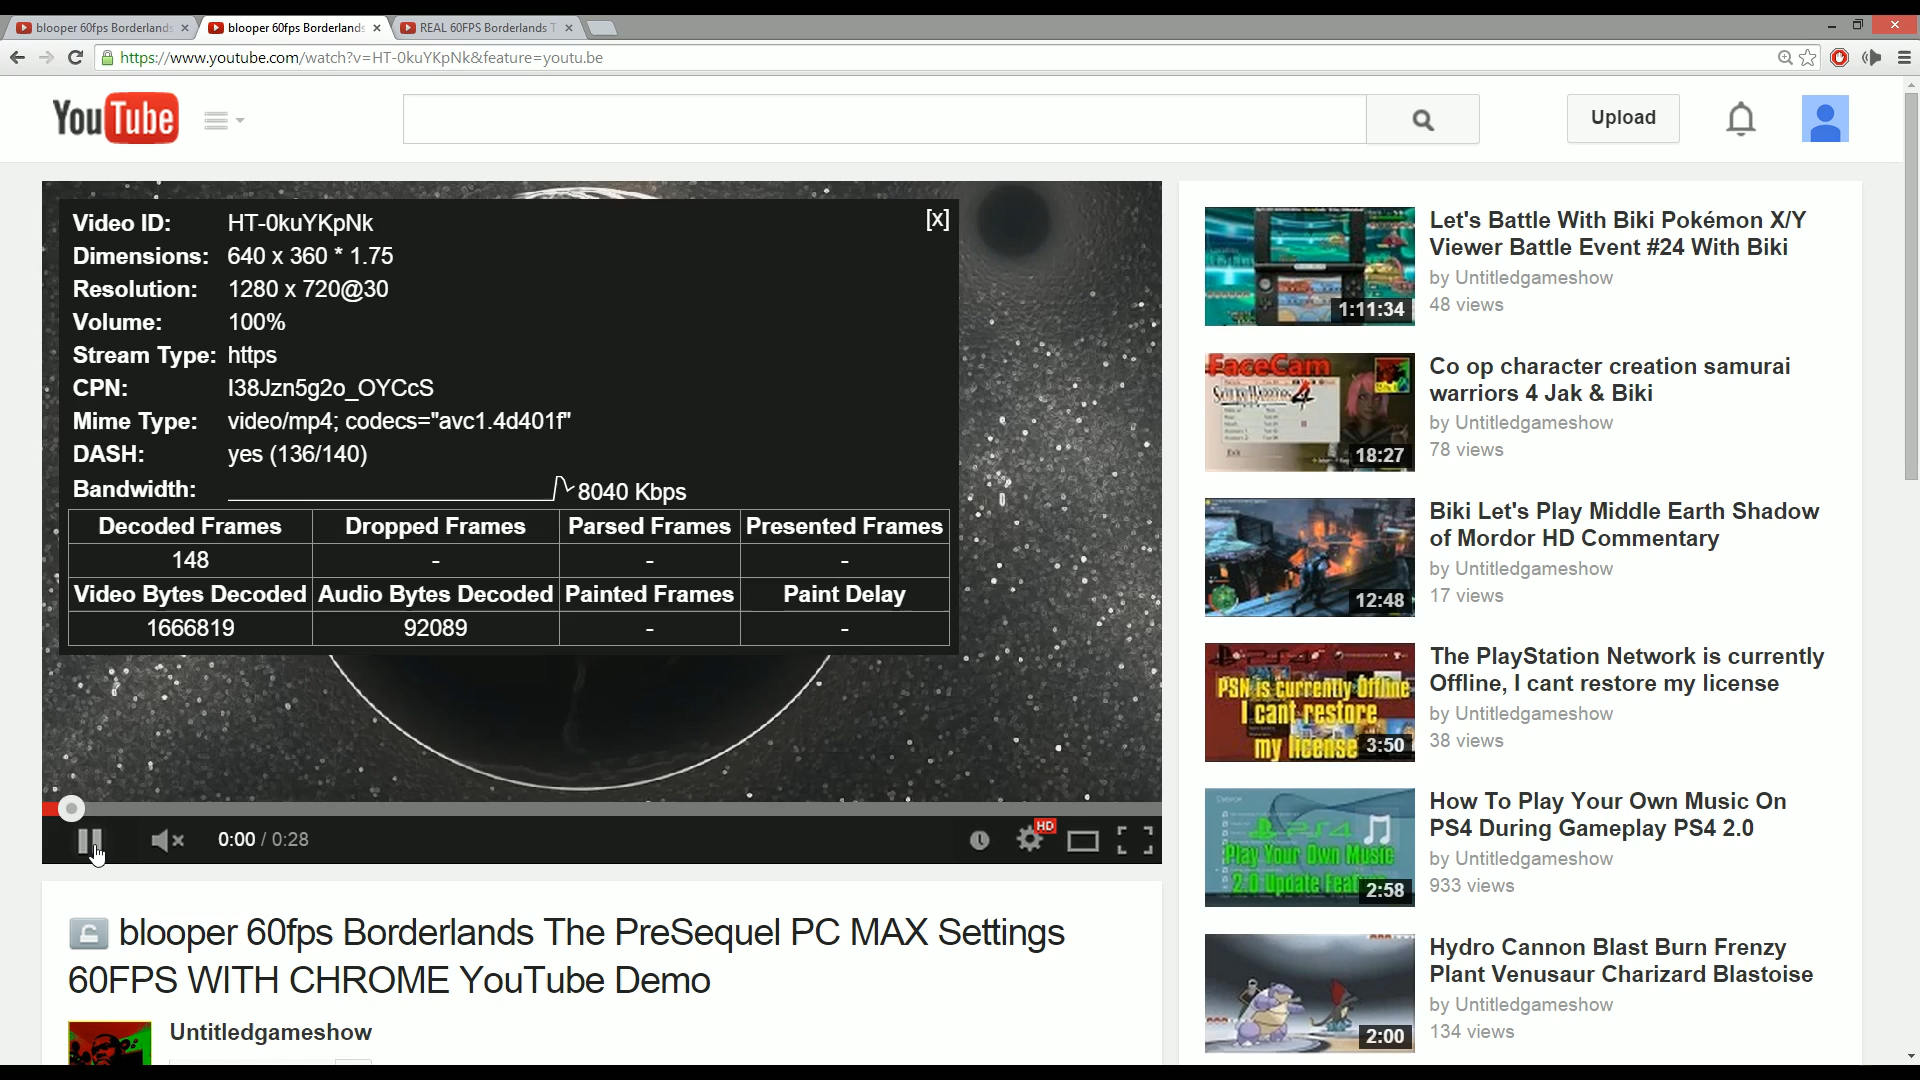 blooper 60fps Borderlands
blooper 60fps Borderlands
REAL 60FPS Borderlands T
https://www.youtube.com/watch?v=HT-0kuYKpNk&feature=youtu.be
YouTube
Upload
Video ID: HT-0kuYKpNk
[x]
Dimensions: 640 x 360 * 1.75
Resolution: 1280 x 720@30
Volume: 100%
Stream Type: https
CPN: I38Jzn5g2o_OYCcS
Mime Type: video/mp4; codecs="avc1.4d401f"
DASH: yes (136/140)
Bandwidth: 8040 Kbps
Decoded Frames Dropped Frames Parsed Frames Presented Frames
148 - - -
Video Bytes Decoded Audio Bytes Decoded Painted Frames Paint Delay
1666819 92089 - -
0:00 / 0:28
HD
blooper 60fps Borderlands The PreSequel PC MAX Settings
60FPS WITH CHROME YouTube Demo
Untitledgameshow
1:11:34
Let's Battle With Biki Pokémon X/Y
Viewer Battle Event #24 With Biki
by Untitledgameshow
48 views
FaceCam
18:27
Co op character creation samurai
warriors 4 Jak & Biki
by Untitledgameshow
78 views
12:48
Biki Let's Play Middle Earth Shadow
of Mordor HD Commentary
by Untitledgameshow
17 views
PSN is currently Offline
I cant restore
my license
3:50
The PlayStation Network is currently
Offline, I cant restore my license
by Untitledgameshow
38 views
PS4
Play Your Own Music
2:58
How To Play Your Own Music On
PS4 During Gameplay PS4 2.0
by Untitledgameshow
933 views
2:00
Hydro Cannon Blast Burn Frenzy
Plant Venusaur Charizard Blastoise
by Untitledgameshow
134 views